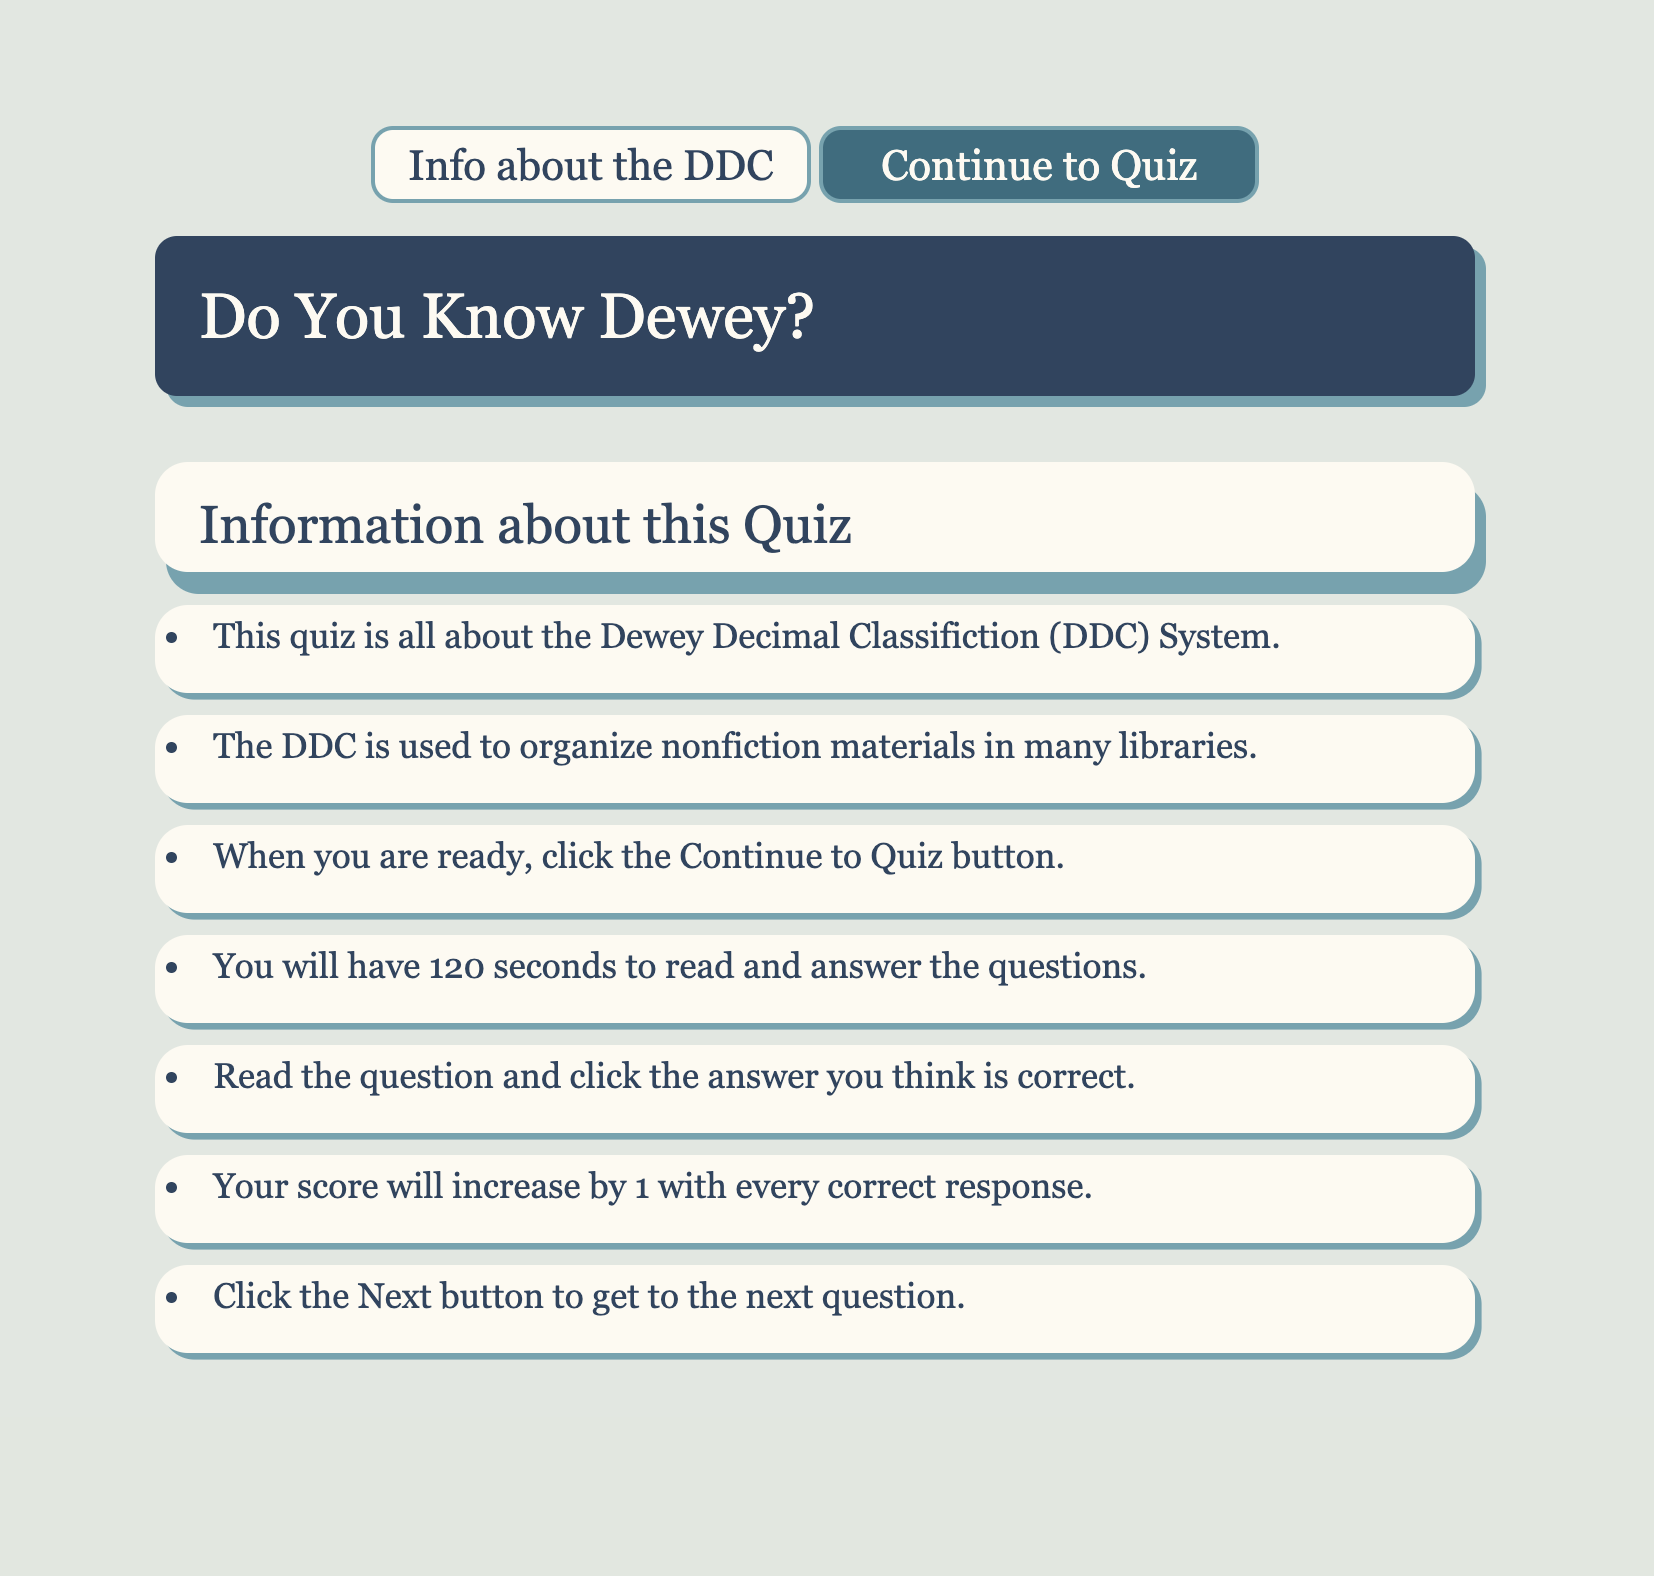 Info about the DDC
Continue to Quiz
Do You Know Dewey?
Information about this Quiz
• This quiz is all about the Dewey Decimal Classifiction (DDC) System.
• The DDC is used to organize nonfiction materials in many libraries.
• When you are ready, click the Continue to Quiz button.
• You will have 120 seconds to read and answer the questions.
• Read the question and click the answer you think is correct.
• Your score will increase by 1 with every correct response.
• Click the Next button to get to the next question.